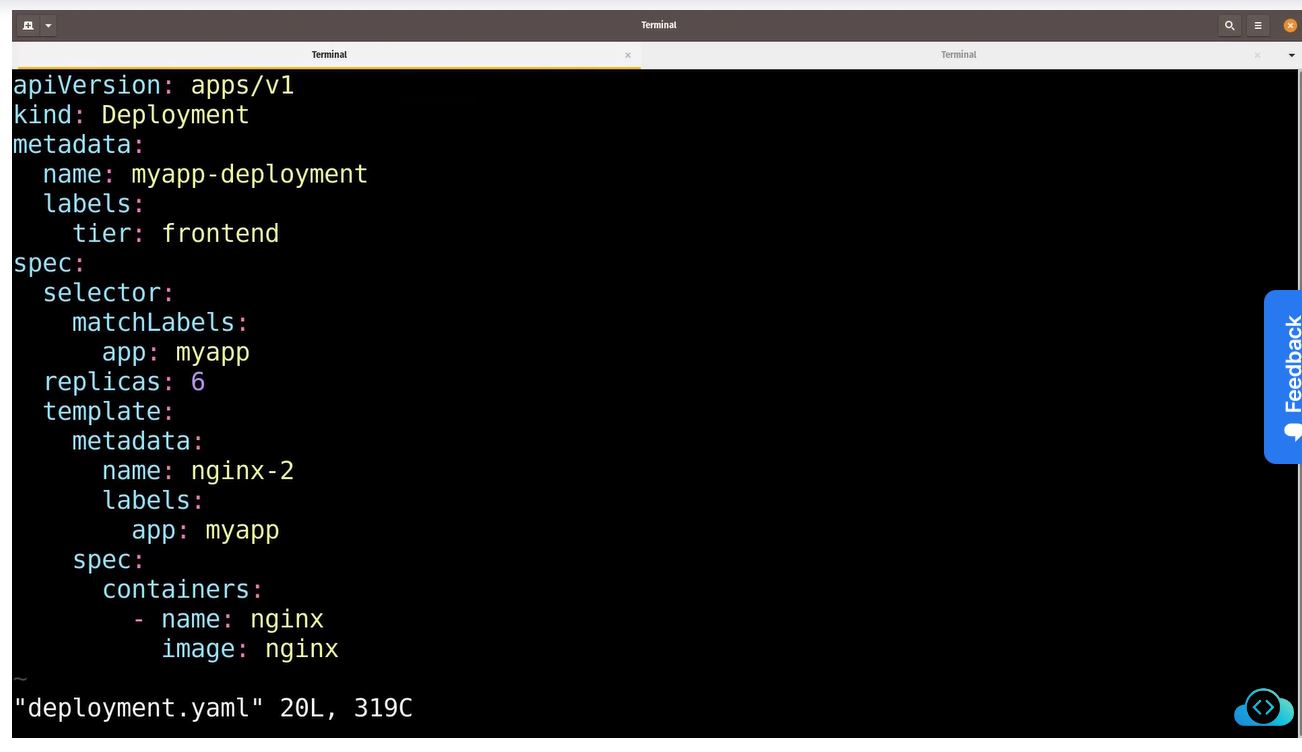 Terminal
Terminal
Terminal
apiVersion: apps/v1
kind: Deployment
metadata:
  name: myapp-deployment
  labels:
    tier: frontend
spec:
  selector:
    matchLabels:
      app: myapp
  replicas: 6
  template:
    metadata:
      name: nginx-2
      labels:
        app: myapp
    spec:
      containers:
        - name: nginx
          image: nginx
~
"deployment.yaml" 20L, 319C
Feedback